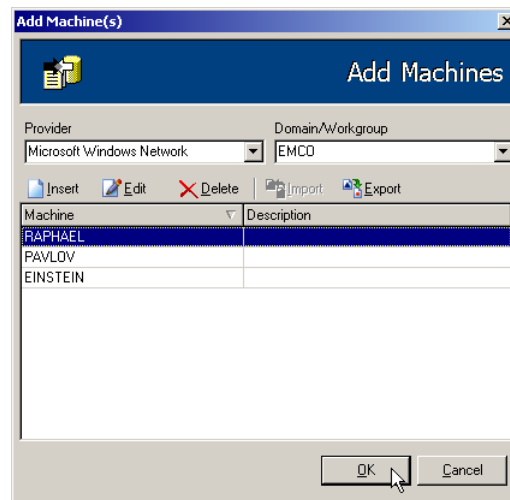 Add Machine(s)
Add Machines
Provider Domain/Workgroup
Microsoft Windows Network EMCO
Insert Edit Delete Import Export
Machine Description
RAPHAEL
PAVLOV
EINSTEIN
OK Cancel